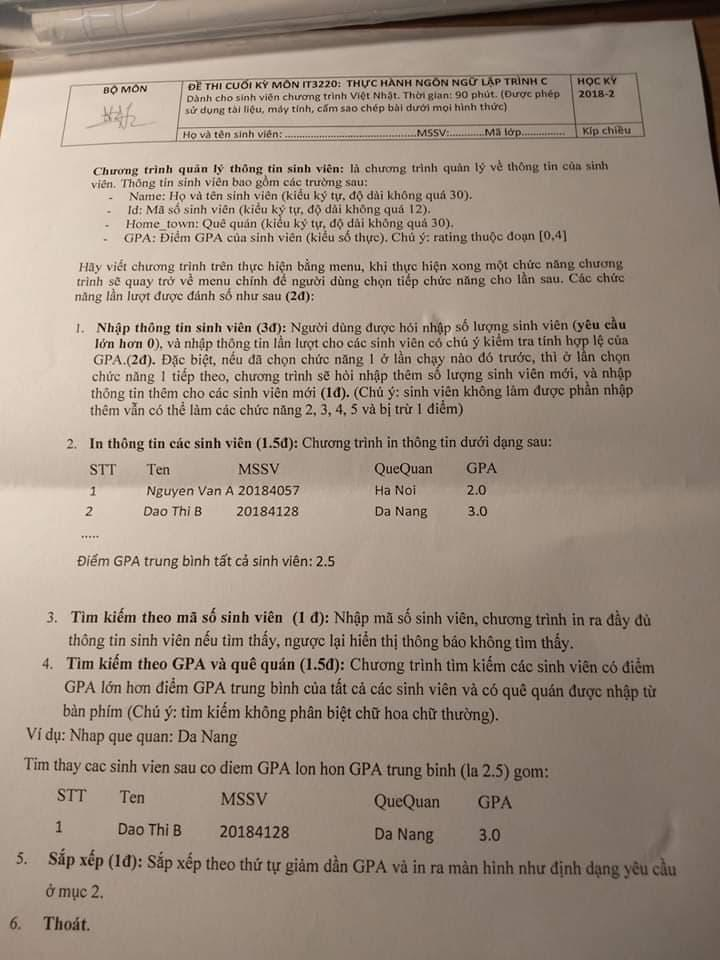 BỘ MÔN
ĐỀ THI CUỐI KỲ MÔN IT3220: THỰC HÀNH NGÔN NGỮ LẬP TRÌNH C
Dành cho sinh viên chương trình Việt Nhật. Thời gian: 90 phút. (Được phép
sử dụng tài liệu, máy tính, cấm sao chép bài dưới mọi hình thức)
HỌC KỲ
2018-2
Họ và tên sinh viên: ............................................MSSV:............Mã lớp...............
Kíp chiều
Chương trình quản lý thông tin sinh viên: là chương trình quản lý về thông tin của sinh
viên. Thông tin sinh viên bao gồm các trường sau:
- Name: Họ và tên sinh viên (kiểu ký tự, độ dài không quá 30).
- Id: Mã số sinh viên (kiểu ký tự, độ dài không quá 12).
- Home_town: Quê quán (kiểu ký tự, độ dài không quá 30).
- GPA: Điểm GPA của sinh viên (kiểu số thực). Chú ý: rating thuộc đoạn [0,4]
Hãy viết chương trình trên thực hiện bằng menu, khi thực hiện xong một chức năng chương
trình sẽ quay trở về menu chính để người dùng chọn tiếp chức năng cho lần sau. Các chức
năng lần lượt được đánh số như sau (2đ):
1. Nhập thông tin sinh viên (3đ): Người dùng được hỏi nhập số lượng sinh viên (yêu cầu
lớn hơn 0), và nhập thông tin lần lượt cho các sinh viên có chú ý kiểm tra tính hợp lệ của
GPA.(2đ). Đặc biệt, nếu đã chọn chức năng 1 ở lần chạy nào đó trước, thì ở lần chọn
chức năng 1 tiếp theo, chương trình sẽ hỏi nhập thêm số lượng sinh viên mới, và nhập
thông tin thêm cho các sinh viên mới (1đ). (Chú ý: sinh viên không làm được phần nhập
thêm vẫn có thể làm các chức năng 2, 3, 4, 5 và bị trừ 1 điểm)
2. In thông tin các sinh viên (1.5đ): Chương trình in thông tin dưới dạng sau:
STT Ten MSSV QueQuan GPA
1 Nguyen Van A 20184057 Ha Noi 2.0
2 Dao Thi B 20184128 Da Nang 3.0
.....
Điểm GPA trung bình tất cả sinh viên: 2.5
3. Tìm kiếm theo mã số sinh viên (1 đ): Nhập mã số sinh viên, chương trình in ra đầy đủ
thông tin sinh viên nếu tìm thấy, ngược lại hiển thị thông báo không tìm thấy.
4. Tìm kiếm theo GPA và quê quán (1.5đ): Chương trình tìm kiếm các sinh viên có điểm
GPA lớn hơn điểm GPA trung bình của tất cả các sinh viên và có quê quán được nhập từ
bàn phím (Chú ý: tìm kiếm không phân biệt chữ hoa chữ thường).
Ví dụ: Nhap que quan: Da Nang
Tim thay cac sinh vien sau co diem GPA lon hon GPA trung binh (la 2.5) gom:
STT Ten MSSV QueQuan GPA
1 Dao Thi B 20184128 Da Nang 3.0
5. Sắp xếp (1đ): Sắp xếp theo thứ tự giảm dần GPA và in ra màn hình như định dạng yêu cầu
ở mục 2.
6. Thoát.